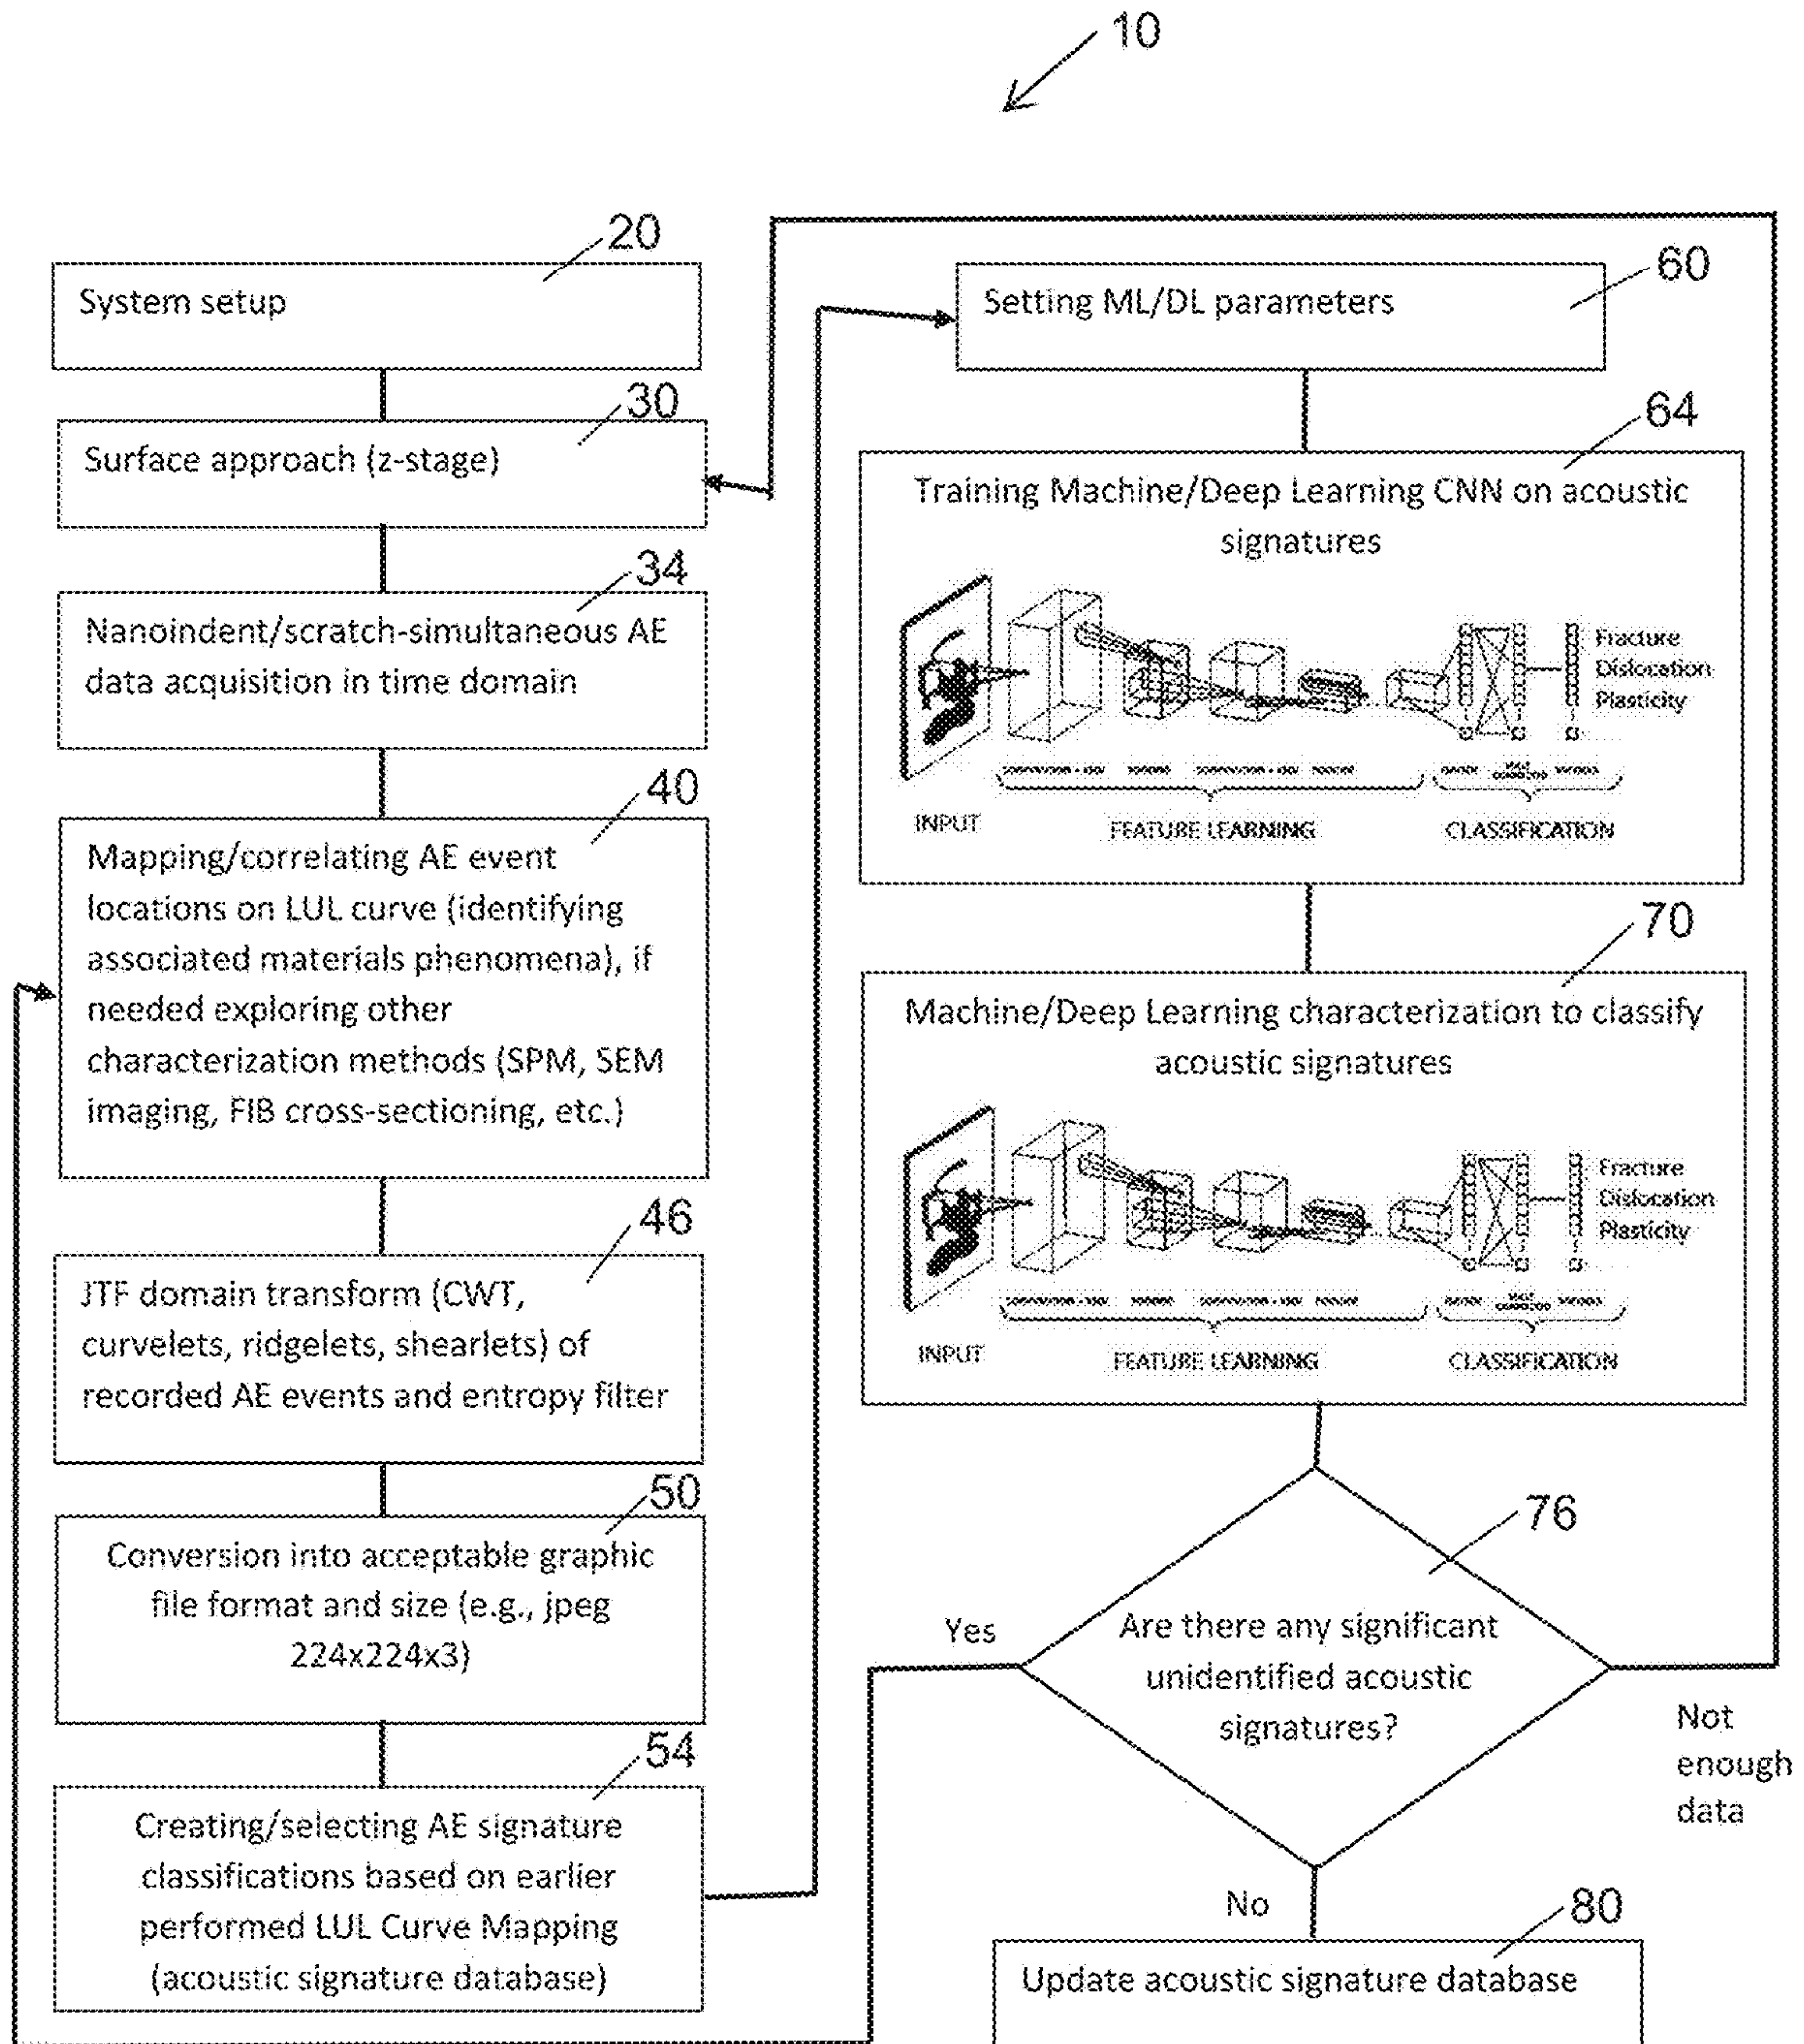 10
20
System setup
30
Surface approach (z-stage)
34
Nanoindent/scratch-simultaneous AE
data acquisition in time domain
40
Mapping/correlating AE event
locations on LUL curve (identifying
associated materials phenomena), if
needed exploring other
characterization methods (SPM, SEM
imaging, FIB cross-sectioning, etc.)
46
JTF domain transform (CWT,
curvelets, ridgelets, shearlets) of
recorded AE events and entropy filter
50
Conversion into acceptable graphic
file format and size (e.g., jpeg
224x224x3)
54
Creating/selecting AE signature
classifications based on earlier
performed LUL Curve Mapping
(acoustic signature database)
60
Setting ML/DL parameters
64
Training Machine/Deep Learning CNN on acoustic
signatures
Fracture
Dislocation
Plasticity
INPUT
FEATURE LEARNING
CLASSIFICATION
70
Machine/Deep Learning characterization to classify
acoustic signatures
Fracture
Dislocation
Plasticity
INPUT
FEATURE LEARNING
CLASSIFICATION
76
Are there any significant
unidentified acoustic
signatures?
Yes
Not
enough
data
No
80
Update acoustic signature database